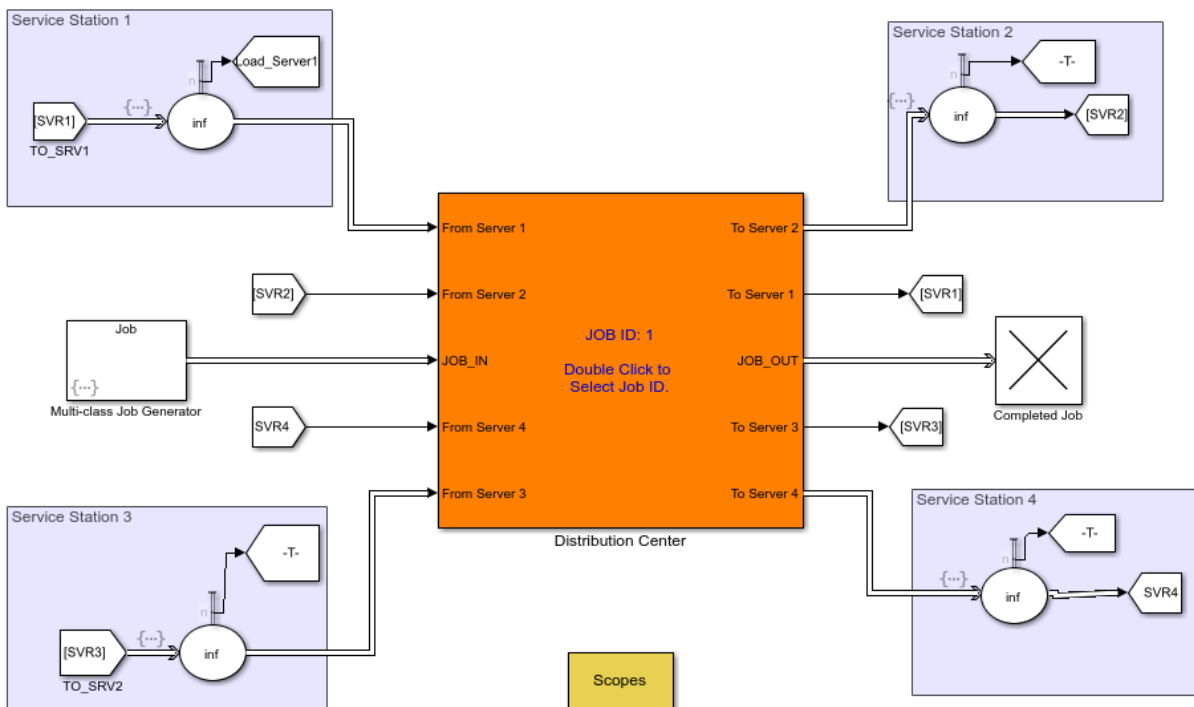 Service Station 1
Load_Server1
n
{...}
[SVR1]
inf
TO_SRV1
Service Station 2
-T-
n
{...}
inf
[SVR2]
From Server 1
To Server 2
[SVR2]
From Server 2
To Server 1
[SVR1]
Job
{...}
Multi-class Job Generator
JOB ID: 1
JOB_IN
JOB_OUT
Double Click to
Select Job ID.
Completed Job
SVR4
From Server 4
To Server 3
[SVR3]
From Server 3
To Server 4
Distribution Center
Service Station 3
-T-
n
{...}
[SVR3]
inf
TO_SRV2
Service Station 4
-T-
n
{...}
inf
SVR4
Scopes